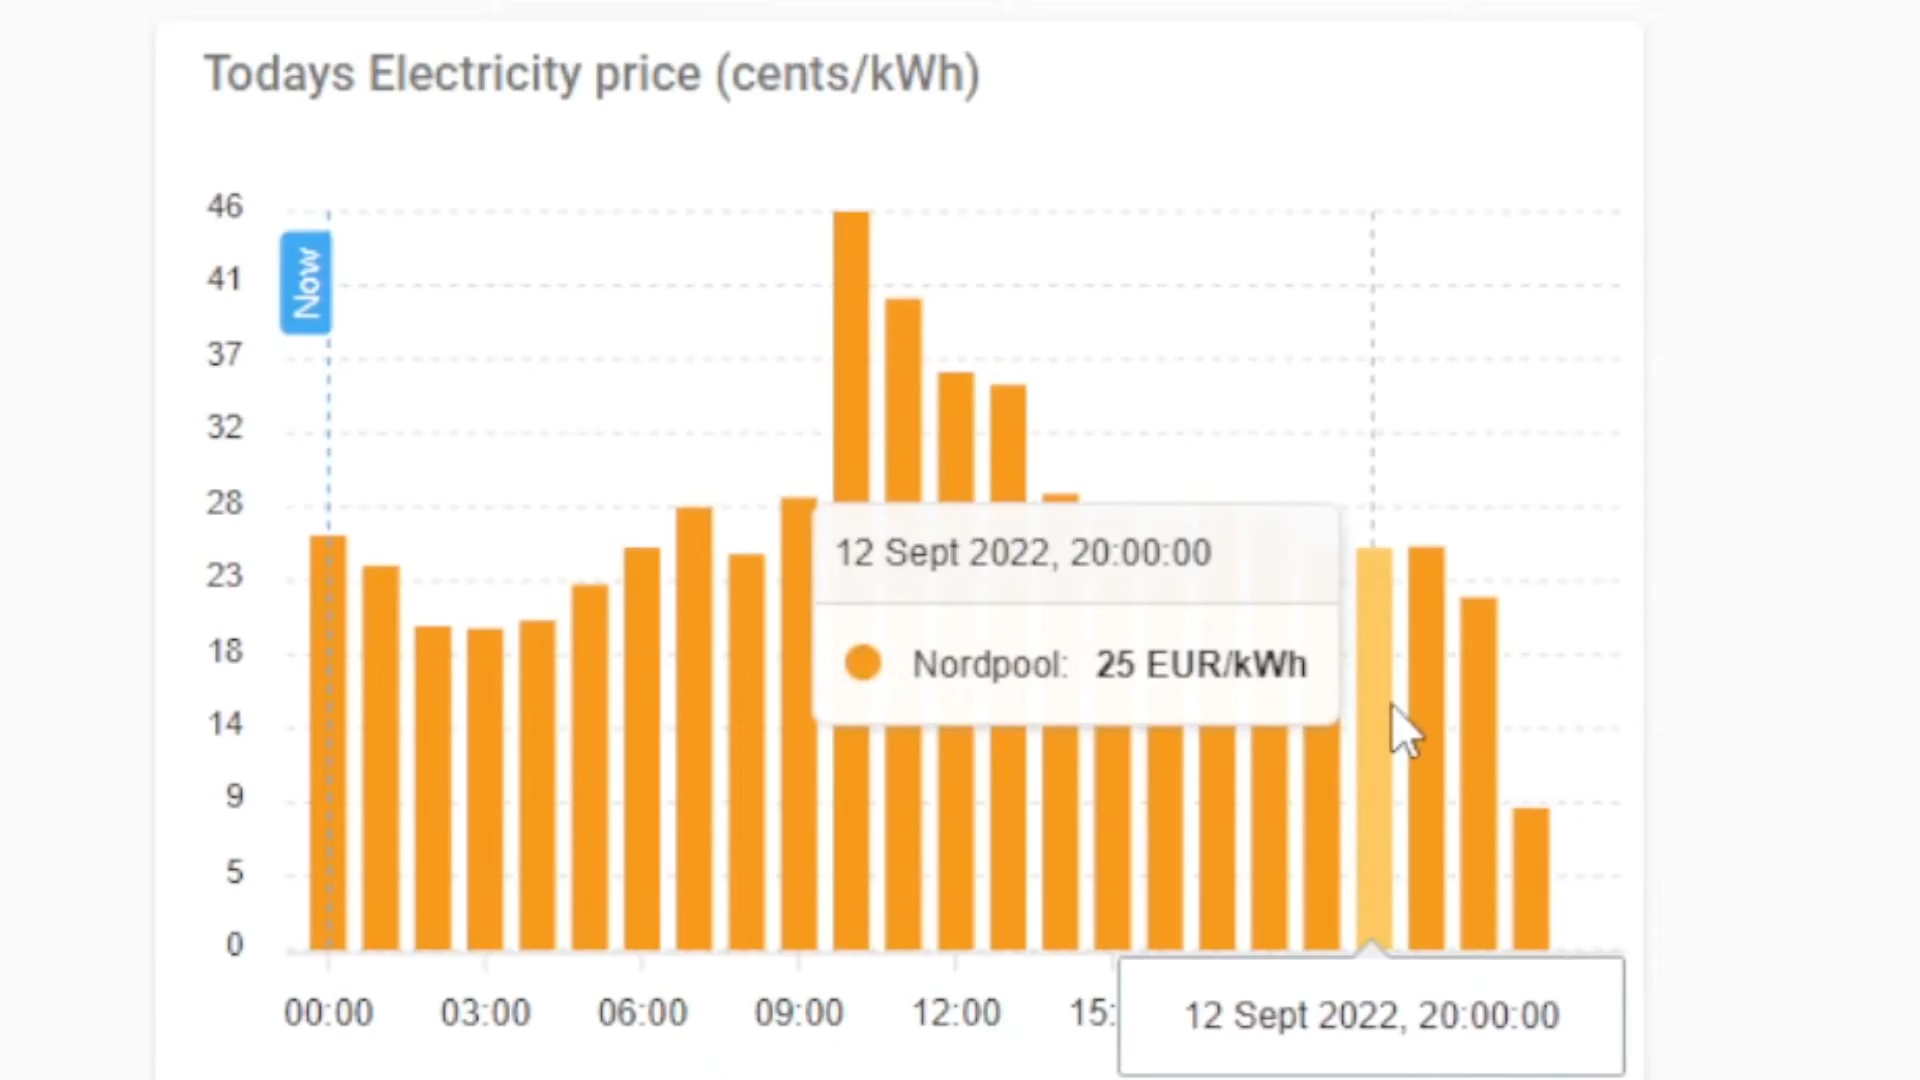 Todays Electricity price (cents/kWh)
46
Now
41
37
32
28
12 Sept 2022, 20:00:00
23
Nordpool: 25 EUR/kWh
18
14
9
5
0
00:00 03:00 06:00 09:00 12:00 15:
12 Sept 2022, 20:00:00